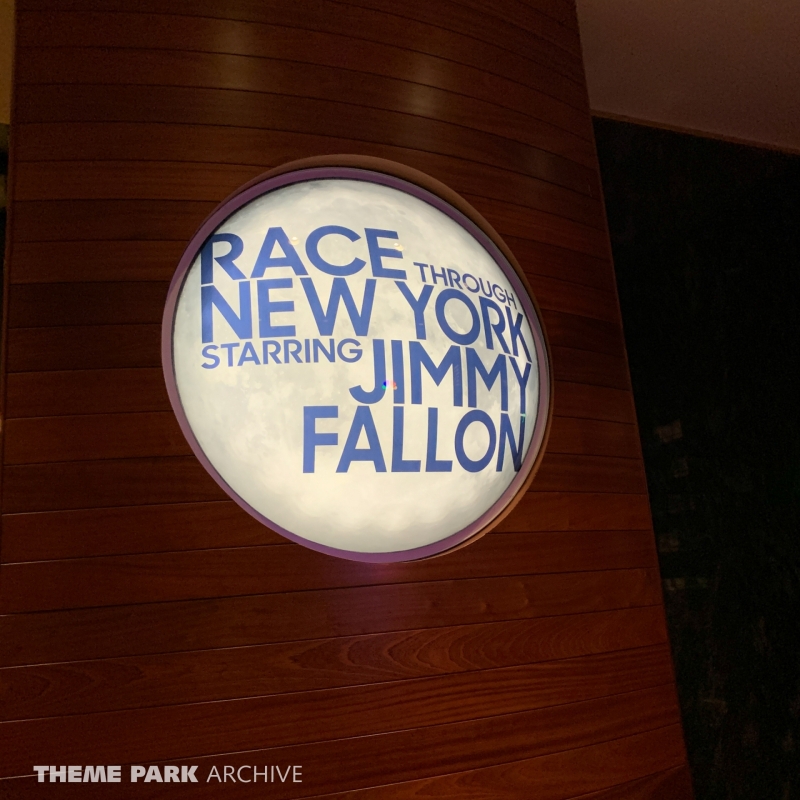 RACE THROUGH
NEW YORK
STARRING JIMMY
FALLON
THEME PARK ARCHIVE